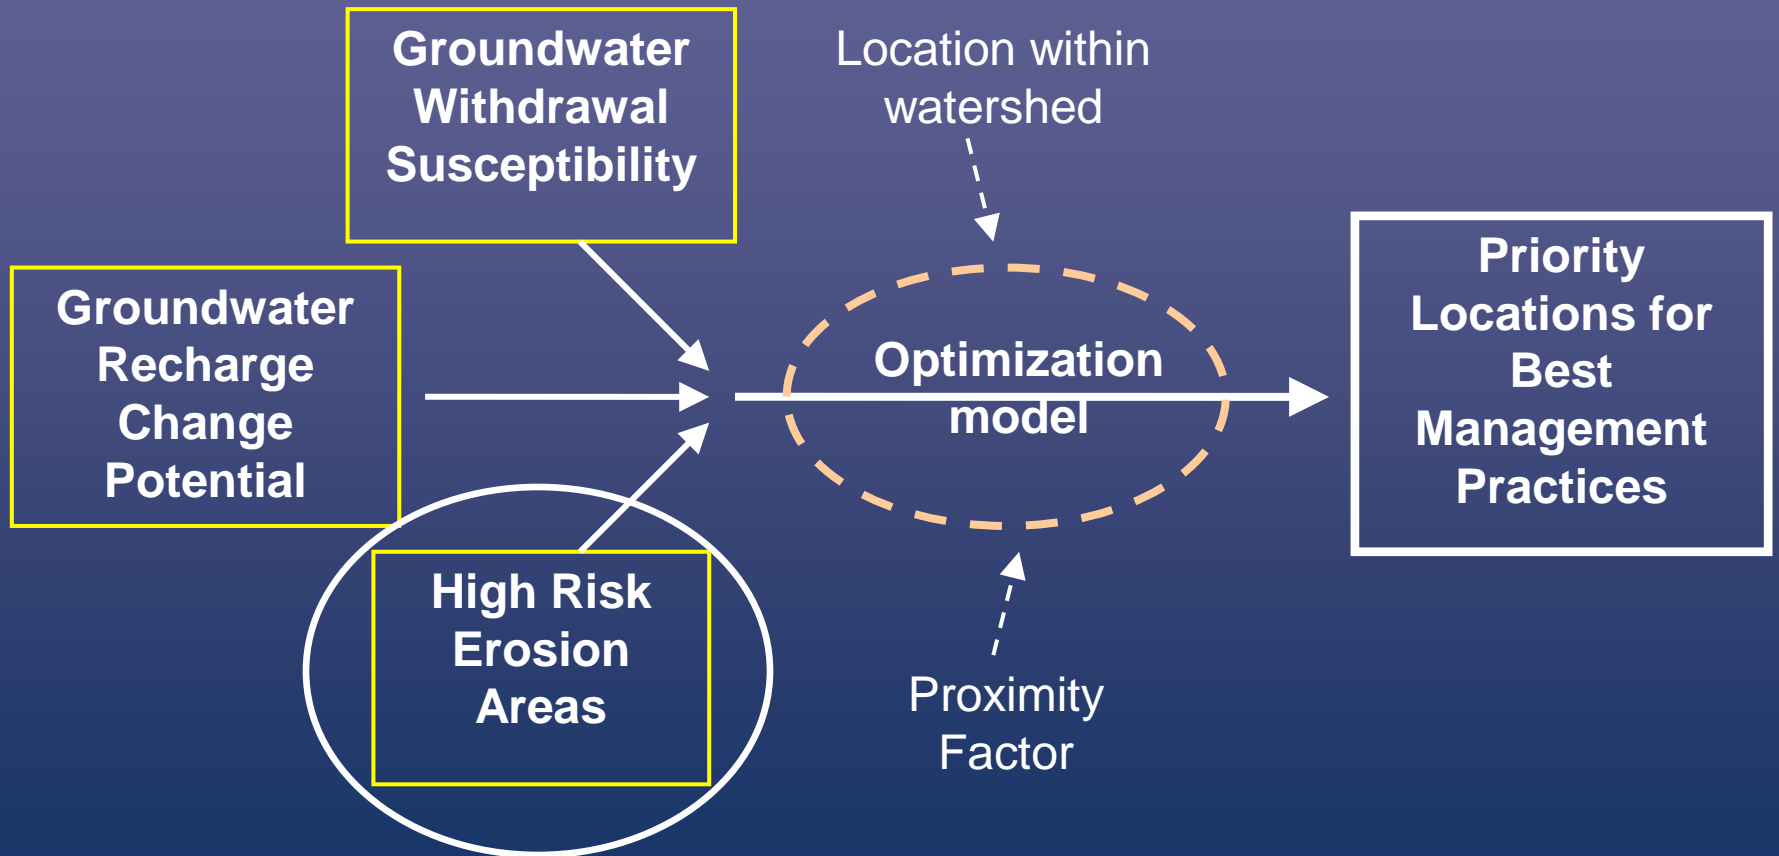 Groundwater
Withdrawal
Susceptibility
Location within
watershed
Groundwater
Recharge
Change
Potential
Optimization
model
Priority
Locations for
Best
Management
Practices
High Risk
Erosion
Areas
Proximity
Factor